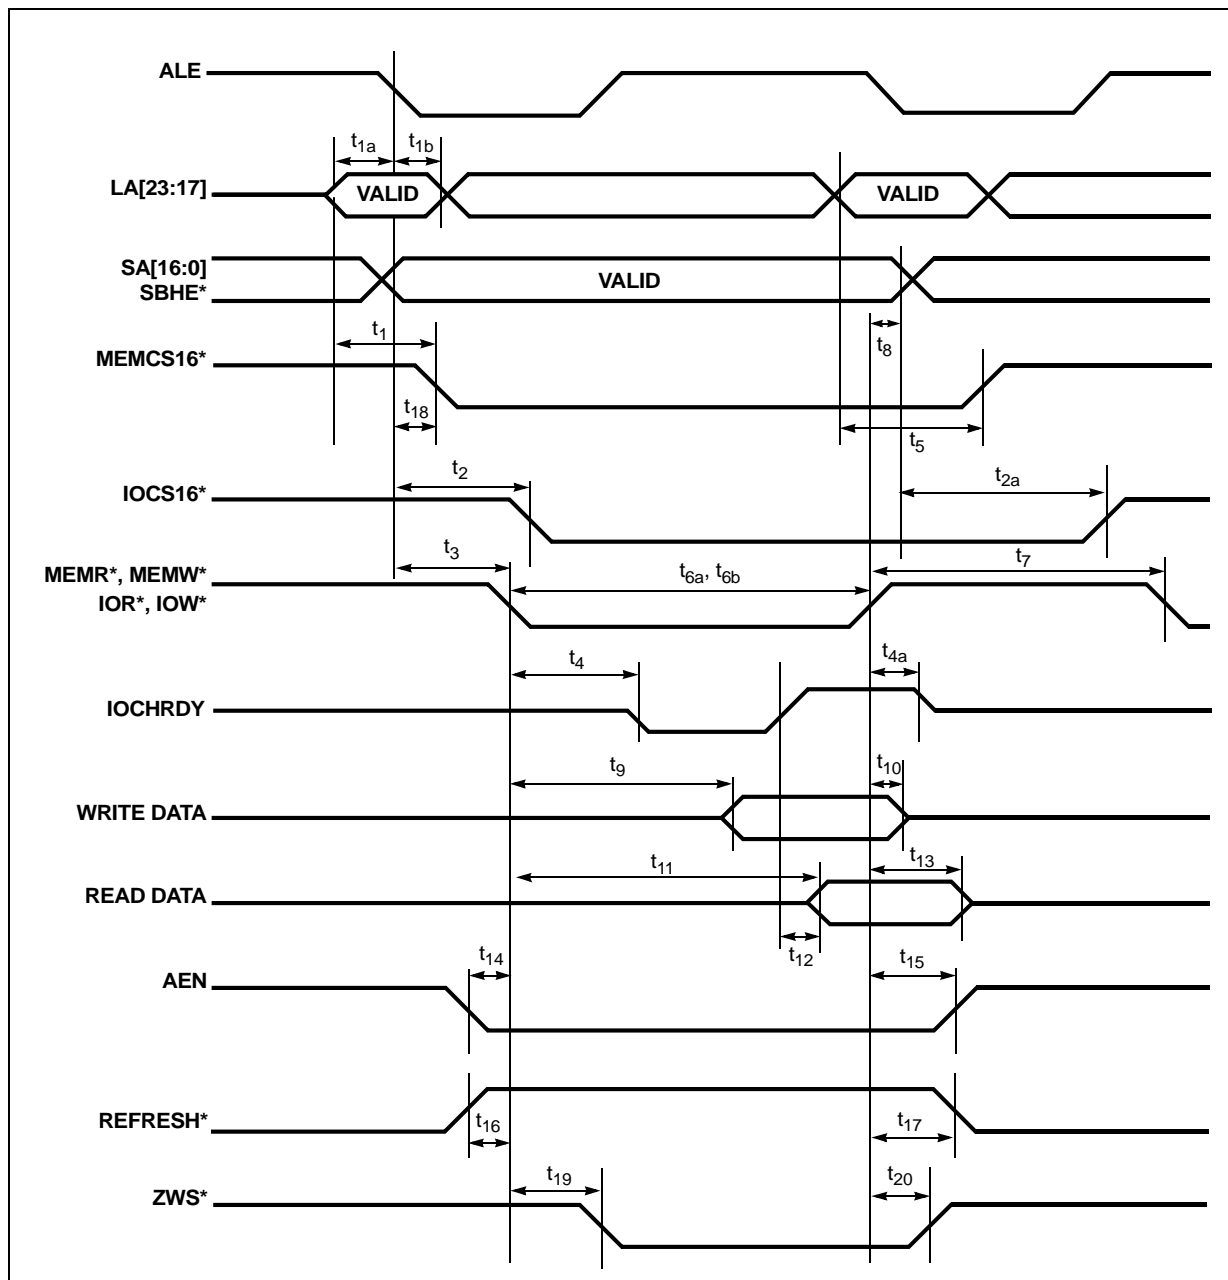 ALE
t1a
t1b
LA[23:17]
VALID
VALID
SA[16:0]
SBHE*
VALID
t1
t8
MEMCS16*
t18
t5
t2
IOCS16*
t2a
t3
t6a, t6b
t7
MEMR*, MEMW*
IOR*, IOW*
t4
t4a
IOCHRDY
t9
t10
WRITE DATA
t11
t13
READ DATA
t12
t14
t15
AEN
REFRESH*
t16
t17
t19
t20
ZWS*